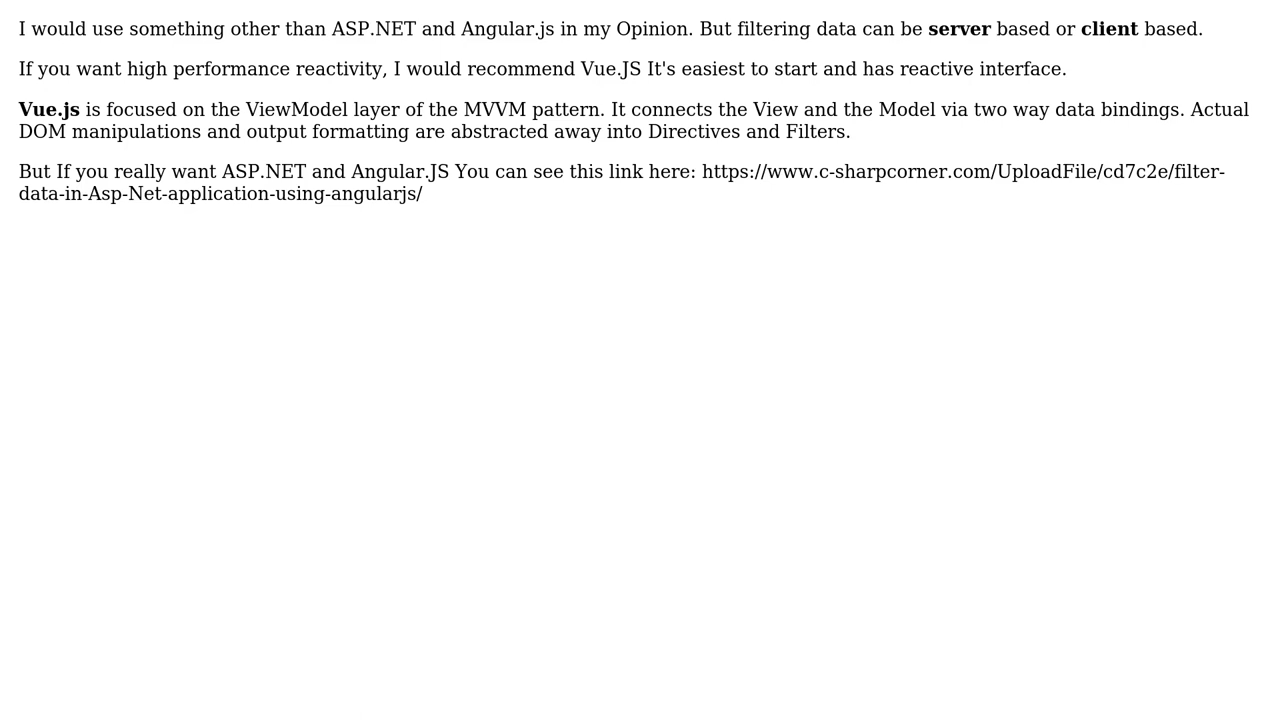 I would use something other than ASP.NET and Angular.js in my Opinion. But filtering data can be server based or client based.
If you want high performance reactivity, I would recommend Vue.JS It's easiest to start and has reactive interface.
Vue.js is focused on the ViewModel layer of the MVVM pattern. It connects the View and the Model via two way data bindings. Actual
DOM manipulations and output formatting are abstracted away into Directives and Filters.
But If you really want ASP.NET and Angular.JS You can see this link here: https://www.c-sharpcorner.com/UploadFile/cd7c2e/filter-
data-in-Asp-Net-application-using-angularjs/